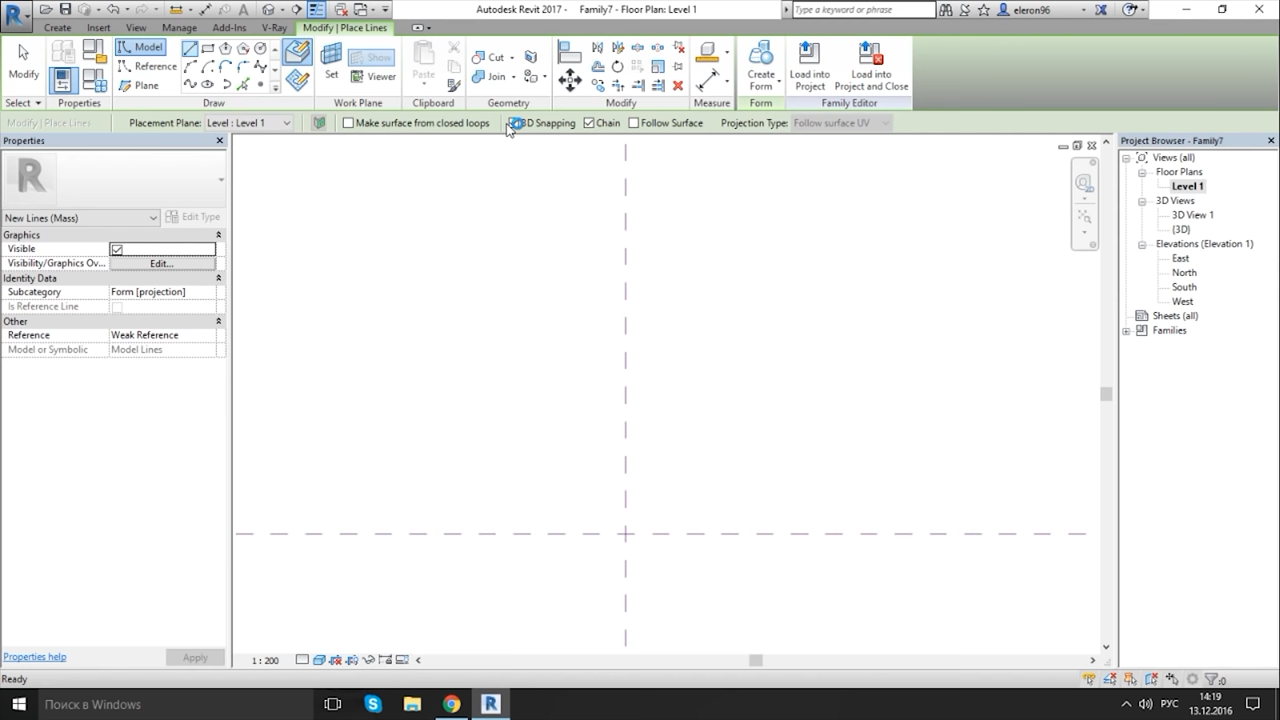 Autodesk Revit 2017 - Family7 - Floor Plan: Level 1
Type a keyword or phrase
eleron96
Create Insert View Manage Add-Ins V-Ray Modify | Place Lines
Modify
Model
Reference
Plane
Set
Show
Viewer
Paste
Cut
Join
Create Form
Load into Project
Load into Project and Close
Select Properties Draw Work Plane Clipboard Geometry Modify Measure Form Family Editor
Modify | Place Lines Placement Plane: Level : Level 1 Make surface from closed loops 3D Snapping Chain Follow Surface Projection Type: Follow surface UV
Properties
R
New Lines (Mass) Edit Type
Graphics
Visible
Visibility/Graphics Ov... Edit...
Identity Data
Subcategory Form [projection]
Is Reference Line
Other
Reference Weak Reference
Model or Symbolic Model Lines
Properties help Apply
Project Browser - Family7
Views (all)
Floor Plans
Level 1
3D Views
3D View 1
{3D}
Elevations (Elevation 1)
East
North
South
West
Sheets (all)
Families
1 : 200
Ready
:0
Поиск в Windows
РУС
14:19
13.12.2016